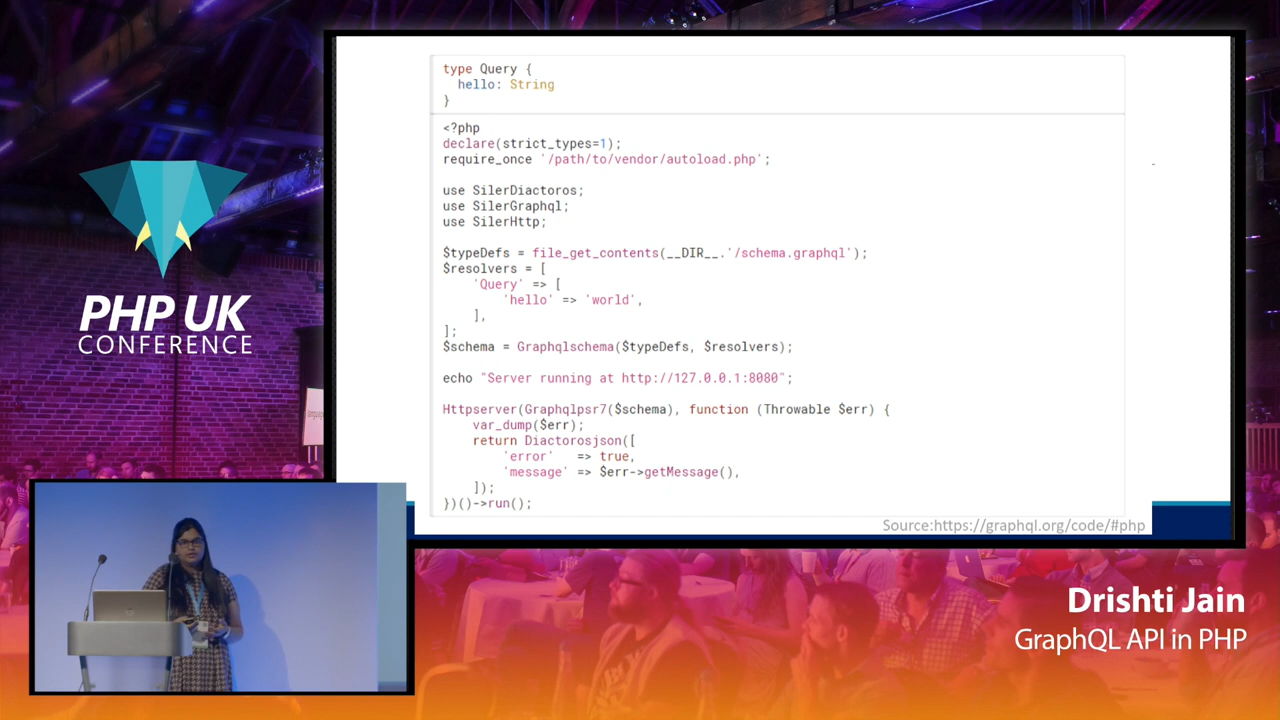 type Query {
  hello: String
}
<?php
declare(strict_types=1);
require_once '/path/to/vendor/autoload.php';
use SilerDiactoros;
use SilerGraphql;
use SilerHttp;
$typeDefs = file_get_contents(__DIR__.'/schema.graphql');
$resolvers = [
    'Query' => [
        'hello' => 'world',
    ],
];
$schema = Graphqlschema($typeDefs, $resolvers);
echo "Server running at http://127.0.0.1:8080";
Httpserver(Graphqlpsr7($schema), function (Throwable $err) {
    var_dump($err);
    return Diactorosjson([
        'error'   => true,
        'message' => $err->getMessage(),
    ]);
})()->run();
Source:https://graphql.org/code/#php
PHP UK
CONFERENCE
Drishti Jain
GraphQL API in PHP